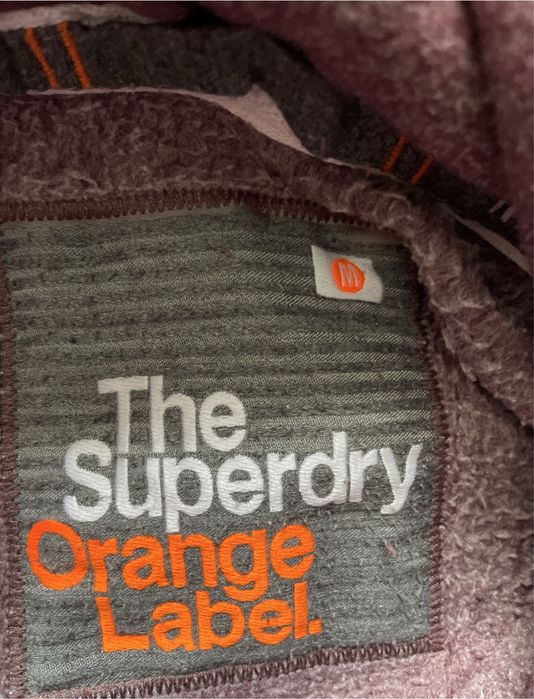 M
The
Superdry
Orange
Label.